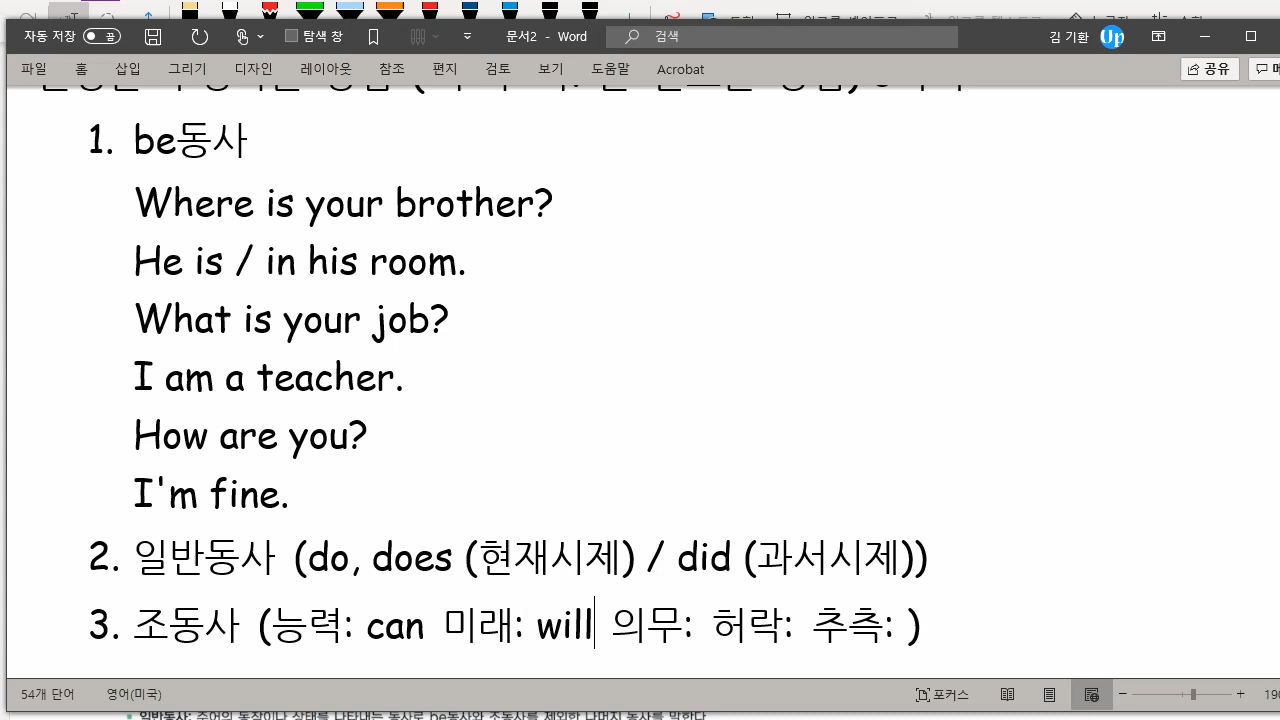 자동 저장 끔 탐색 창 문서2 - Word 검색 김 기환 Up
파일 홈 삽입 그리기 디자인 레이아웃 참조 편지 검토 보기 도움말 Acrobat 공유
1. be동사
Where is your brother?
He is / in his room.
What is your job?
I am a teacher.
How are you?
I'm fine.
2. 일반동사 (do, does (현재시제) / did (과서시제))
3. 조동사 (능력: can 미래: will 의무: 허락: 추측: )
54개 단어 영어(미국) 포커스